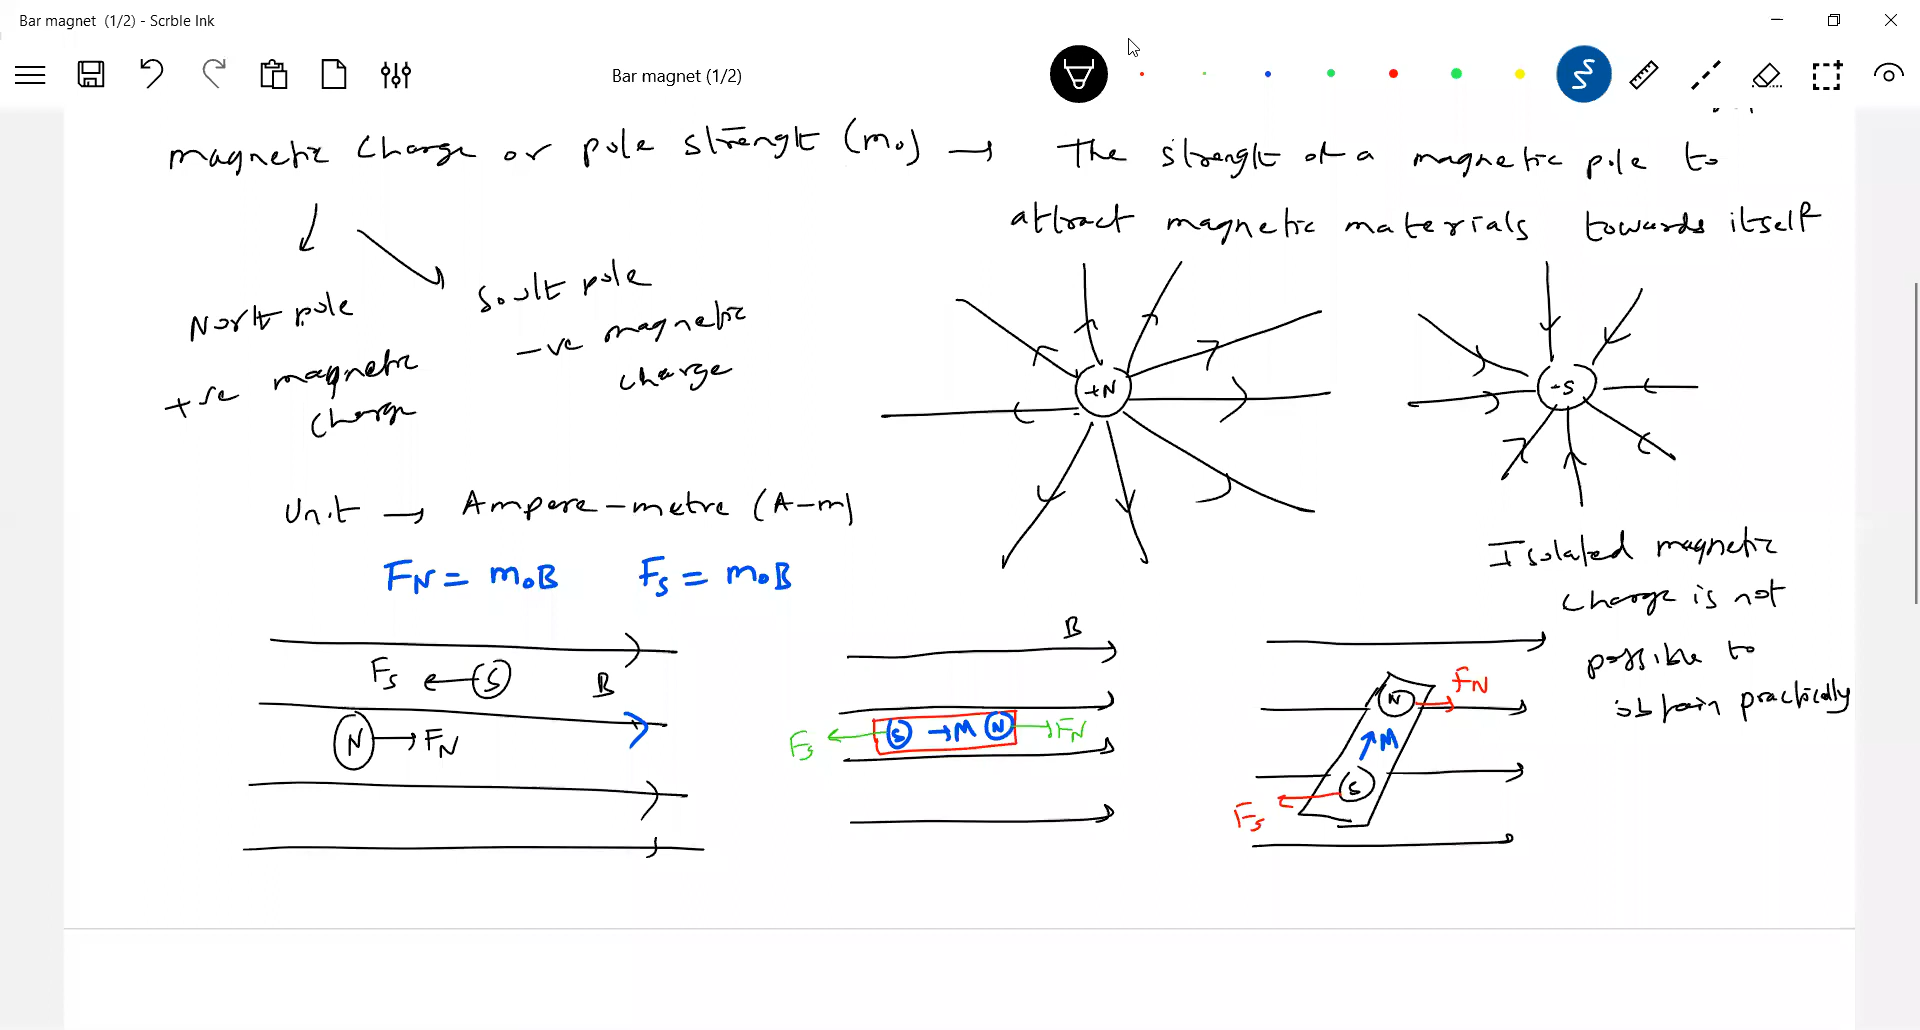 Bar magnet (1/2) - Scrble Ink
Bar magnet (1/2)
magnetic charge or pole strength (m₀) → The strength of a magnetic pole to
attract magnetic materials towards itself
North pole
+ve magnetic
charge
South pole
-ve magnetic
charge
+N
-S
Unit → Ampere-metre (A-m)
F_N = m₀B F_S = m₀B
Isolated magnetic
charge is not
possible to
obtain practically
F_S ← S B
N → F_N
B
F_S S → M N F_N
N F_N
M
S
F_S